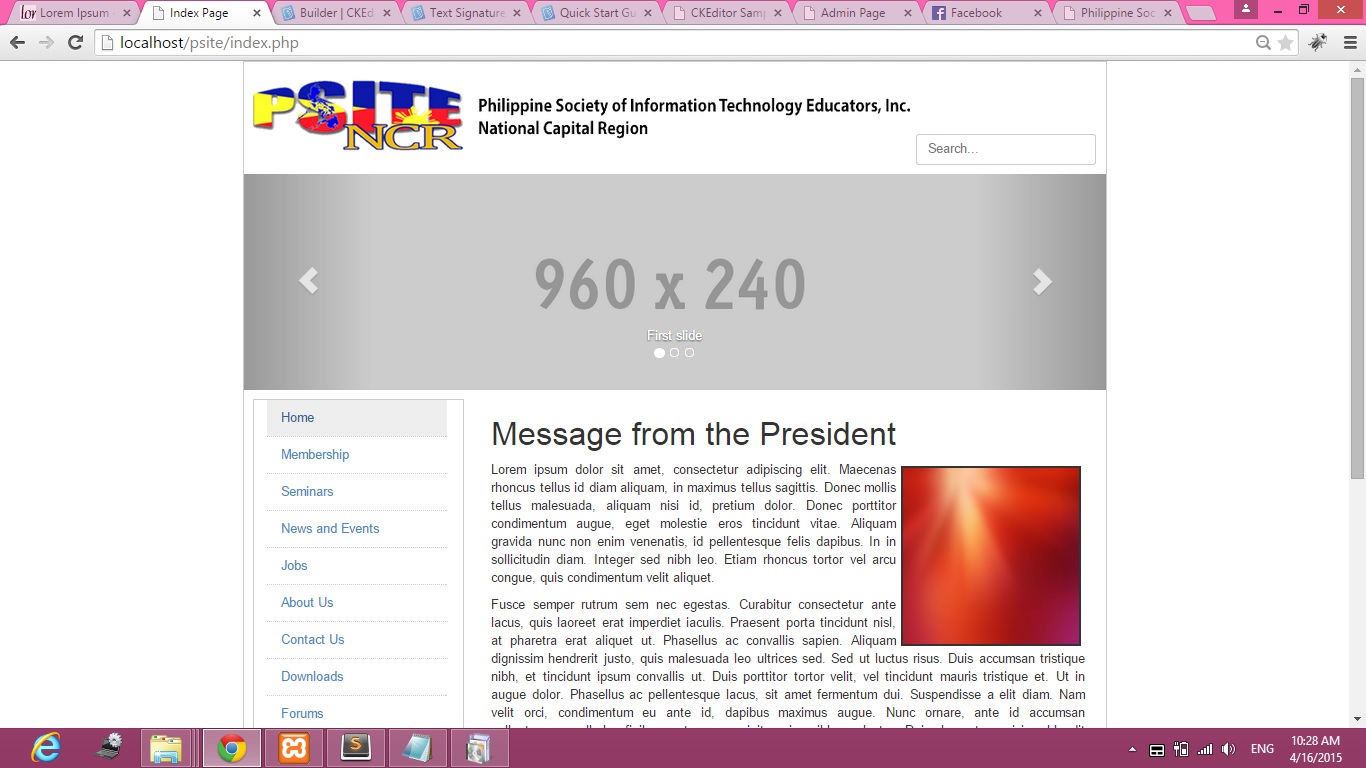 Lorem Ipsum
Index Page
Builder | CKEd
Text Signature
Quick Start Gu
CKEditor Sam
Admin Page
Facebook
Philippine Soc
localhost/psite/index.php
PSITE
NCR
Philippine Society of Information Technology Educators, Inc.
National Capital Region
Search...
960 x 240
First slide
Home
Membership
Seminars
News and Events
Jobs
About Us
Contact Us
Downloads
Forums
Message from the President
Lorem ipsum dolor sit amet, consectetur adipiscing elit. Maecenas
rhoncus tellus id diam aliquam, in maximus tellus sagittis. Donec mollis
tellus malesuada, aliquam nisi id, pretium dolor. Donec porttitor
condimentum augue, eget molestie eros tincidunt vitae. Aliquam
gravida nunc non enim venenatis, id pellentesque felis dapibus. In in
sollicitudin diam. Integer sed nibh leo. Etiam rhoncus tortor vel arcu
congue, quis condimentum velit aliquet.
Fusce semper rutrum sem nec egestas. Curabitur consectetur ante
lacus, quis laoreet erat imperdiet iaculis. Praesent porta tincidunt nisl,
at pharetra erat aliquet ut. Phasellus ac convallis sapien. Aliquam
dignissim hendrerit justo, quis malesuada leo ultrices sed. Sed ut luctus risus. Duis accumsan tristique
nibh, et tincidunt ipsum convallis ut. Duis porttitor tortor velit, vel tincidunt mauris tristique et. Ut in
augue dolor. Phasellus ac pellentesque lacus, sit amet fermentum dui. Suspendisse a elit diam. Nam
velit orci, condimentum eu ante id, dapibus maximus augue. Nunc ornare, ante id accumsan
ENG
10:28 AM
4/16/2015